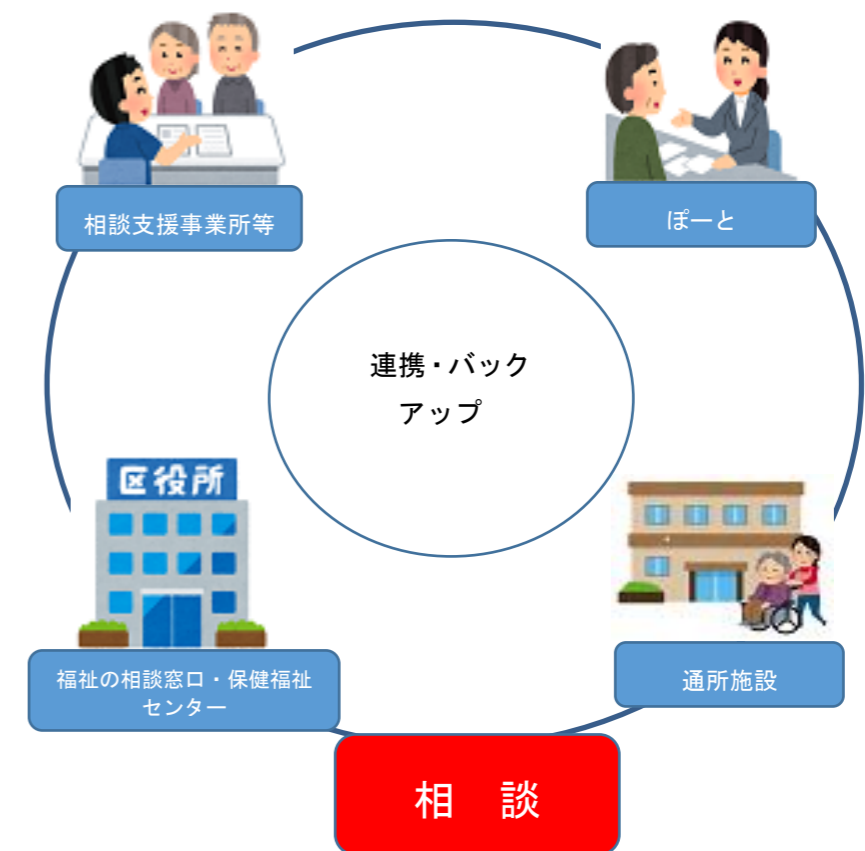 相談支援事業所等
ぽーと
連携・バック
アップ
区役所
福祉の相談窓口・保健福祉
センター
通所施設
相　談